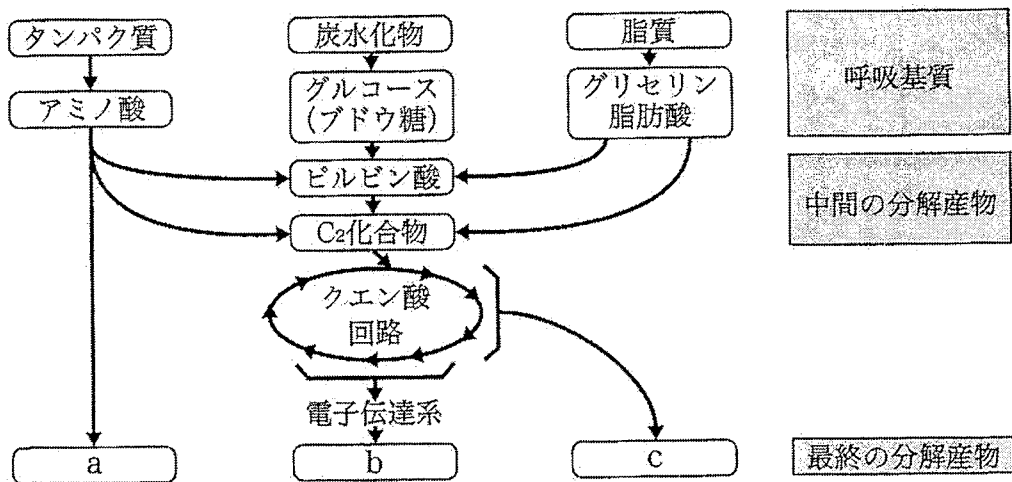 タンパク質
炭水化物
脂質
呼吸基質
アミノ酸
グルコース
(ブドウ糖)
グリセリン
脂肪酸
ピルビン酸
中間の分解産物
C₂化合物
クエン酸
回路
電子伝達系
a
b
c
最終の分解産物